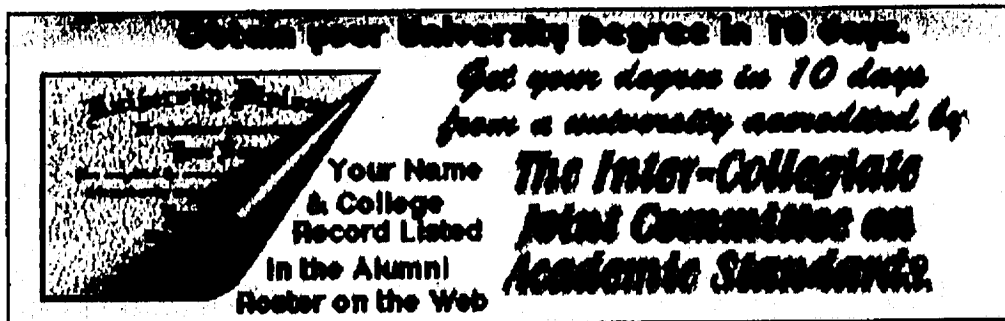 Obtain your University Degree in 10 days.
Get your degree in 10 days
from a university accredited by
The Inter-Collegiate
Joint Committee on
Academic Standards.
Your Name
& College
Record Listed
In the Alumni
Roster on the Web